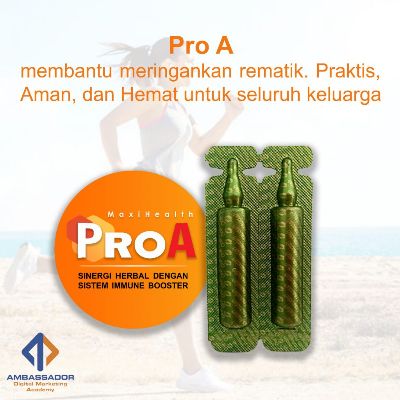 Pro A
membantu meringankan rematik. Praktis,
Aman, dan Hemat untuk seluruh keluarga
MaxiHealth
PROA
SINERGI HERBAL DENGAN
SISTEM IMMUNE BOOSTER
AMBASSADOR
Digital Marketing
Academy